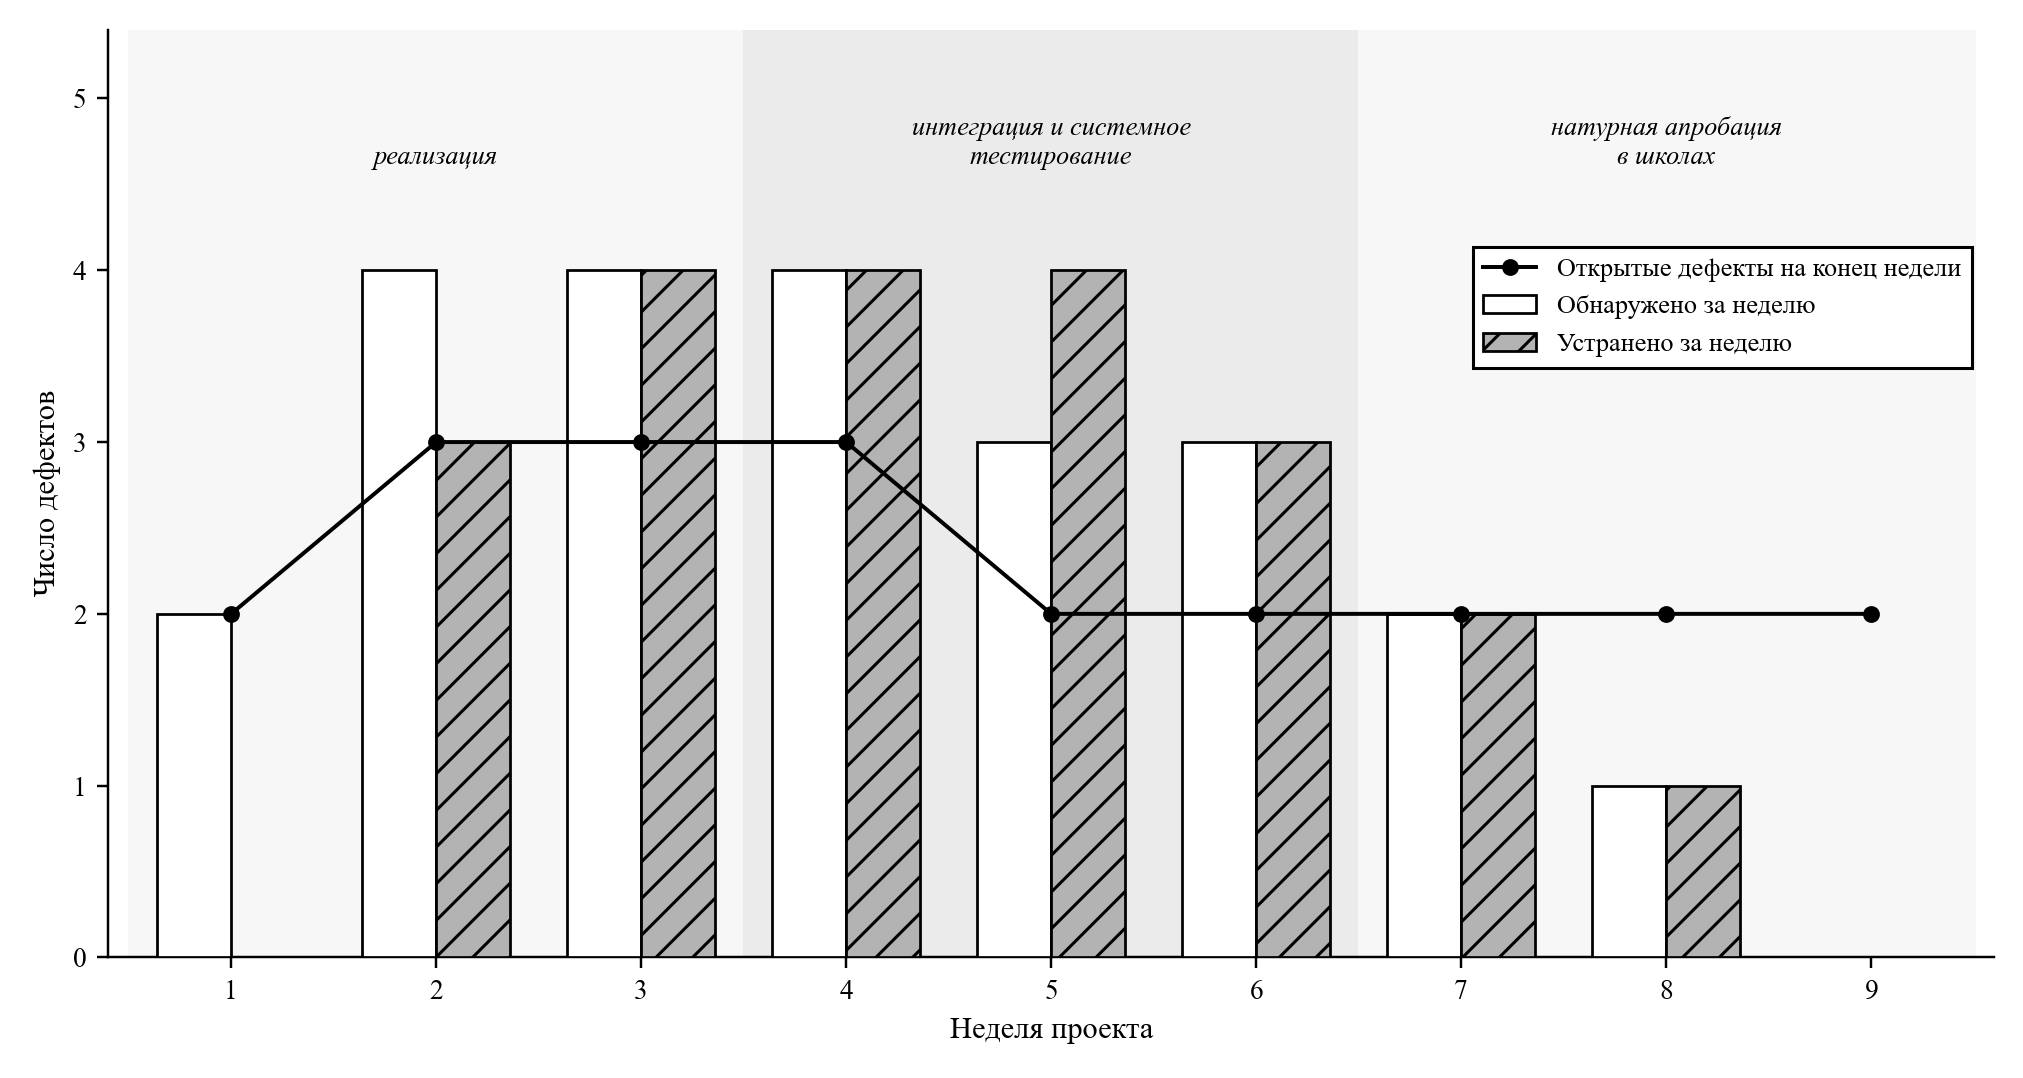 реализация
интеграция и системное
тестирование
натурная апробация
в школах
Открытые дефекты на конец недели
Обнаружено за неделю
Устранено за неделю
Число дефектов
5
4
3
2
1
0
1 2 3 4 5 6 7 8 9
Неделя проекта